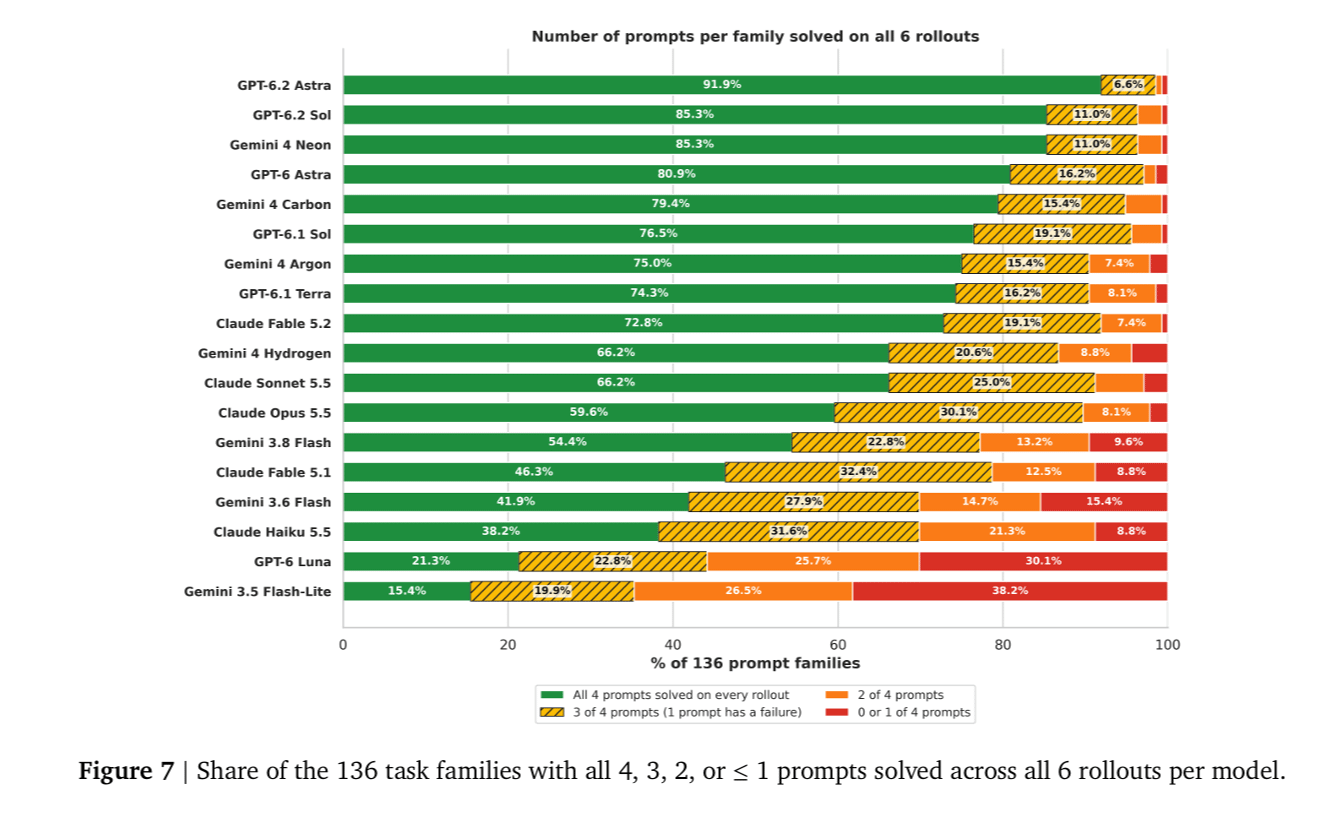 Number of prompts per family solved on all 6 rollouts
GPT-6.2 Astra 91.9% 6.6%
GPT-6.2 Sol 85.3% 11.0%
Gemini 4 Neon 85.3% 11.0%
GPT-6 Astra 80.9% 16.2%
Gemini 4 Carbon 79.4% 15.4%
GPT-6.1 Sol 76.5% 19.1%
Gemini 4 Argon 75.0% 15.4% 7.4%
GPT-6.1 Terra 74.3% 16.2% 8.1%
Claude Fable 5.2 72.8% 19.1% 7.4%
Gemini 4 Hydrogen 66.2% 20.6% 8.8%
Claude Sonnet 5.5 66.2% 25.0%
Claude Opus 5.5 59.6% 30.1% 8.1%
Gemini 3.8 Flash 54.4% 22.8% 13.2% 9.6%
Claude Fable 5.1 46.3% 32.4% 12.5% 8.8%
Gemini 3.6 Flash 41.9% 27.9% 14.7% 15.4%
Claude Haiku 5.5 38.2% 31.6% 21.3% 8.8%
GPT-6 Luna 21.3% 22.8% 25.7% 30.1%
Gemini 3.5 Flash-Lite 15.4% 19.9% 26.5% 38.2%
0 20 40 60 80 100
% of 136 prompt families
All 4 prompts solved on every rollout 2 of 4 prompts
3 of 4 prompts (1 prompt has a failure) 0 or 1 of 4 prompts
Figure 7 | Share of the 136 task families with all 4, 3, 2, or ≤ 1 prompts solved across all 6 rollouts per model.